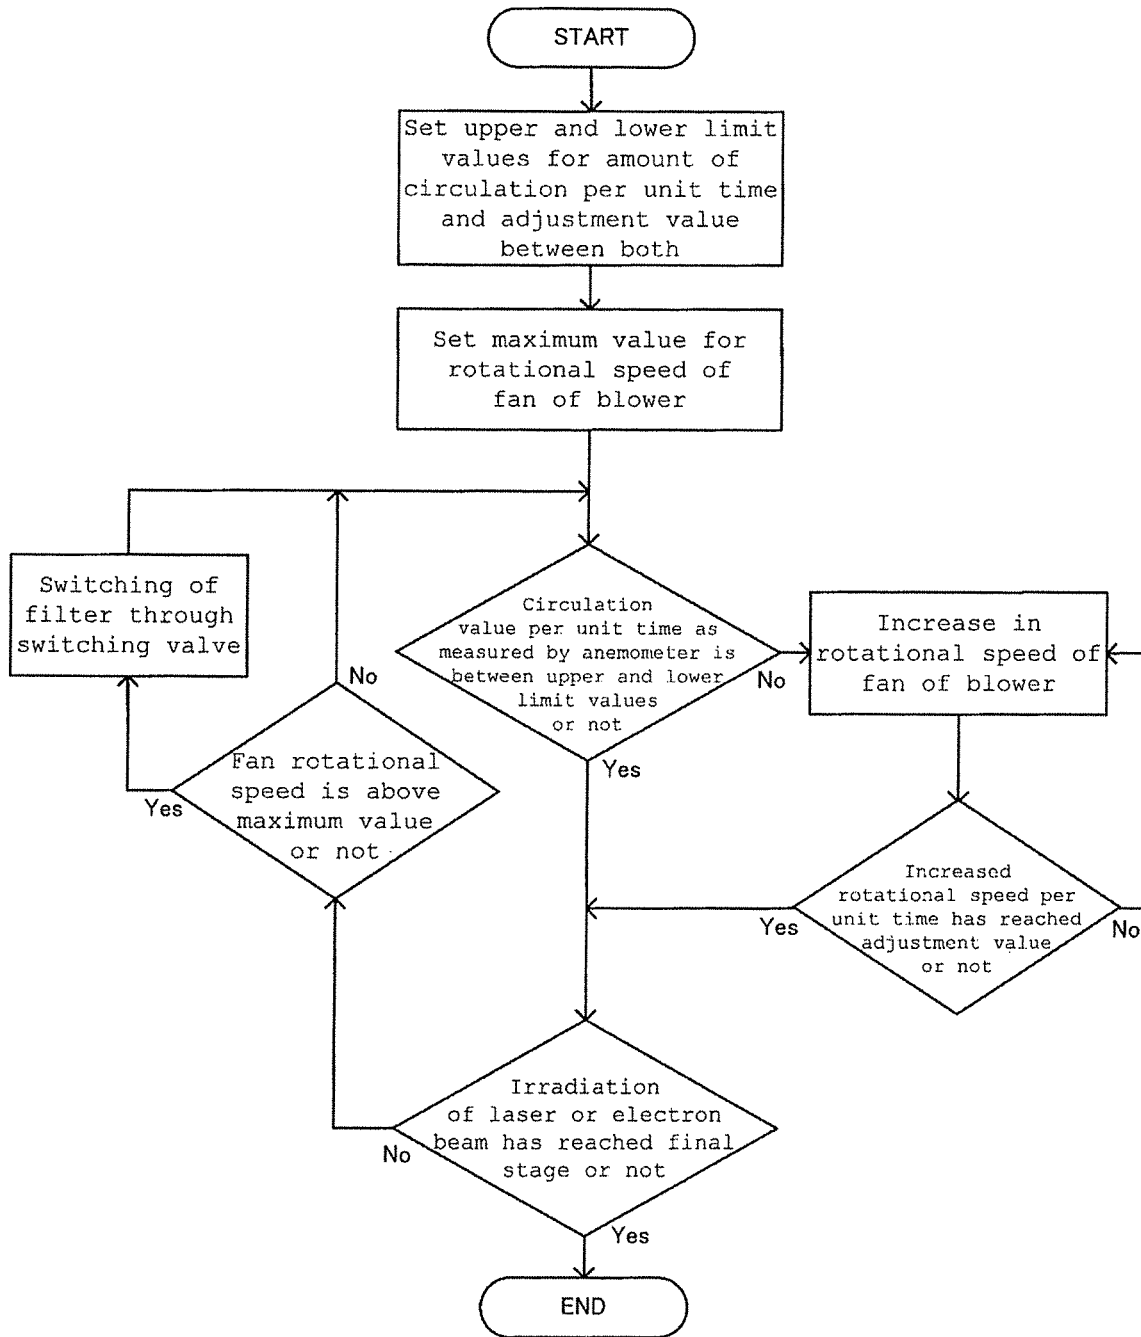 START
Set upper and lower limit
values for amount of
circulation per unit time
and adjustment value
between both
Set maximum value for
rotational speed of
fan of blower
Switching of
filter through
switching valve
Circulation
value per unit time as
measured by anemometer is
between upper and lower
limit values
or not
No
Yes
Increase in
rotational speed of
fan of blower
No
Fan rotational
speed is above
maximum value
or not
Yes
Increased
rotational speed per
unit time has reached
adjustment value
or not
Yes
No
Irradiation
of laser or electron
beam has reached final
stage or not
No
Yes
END